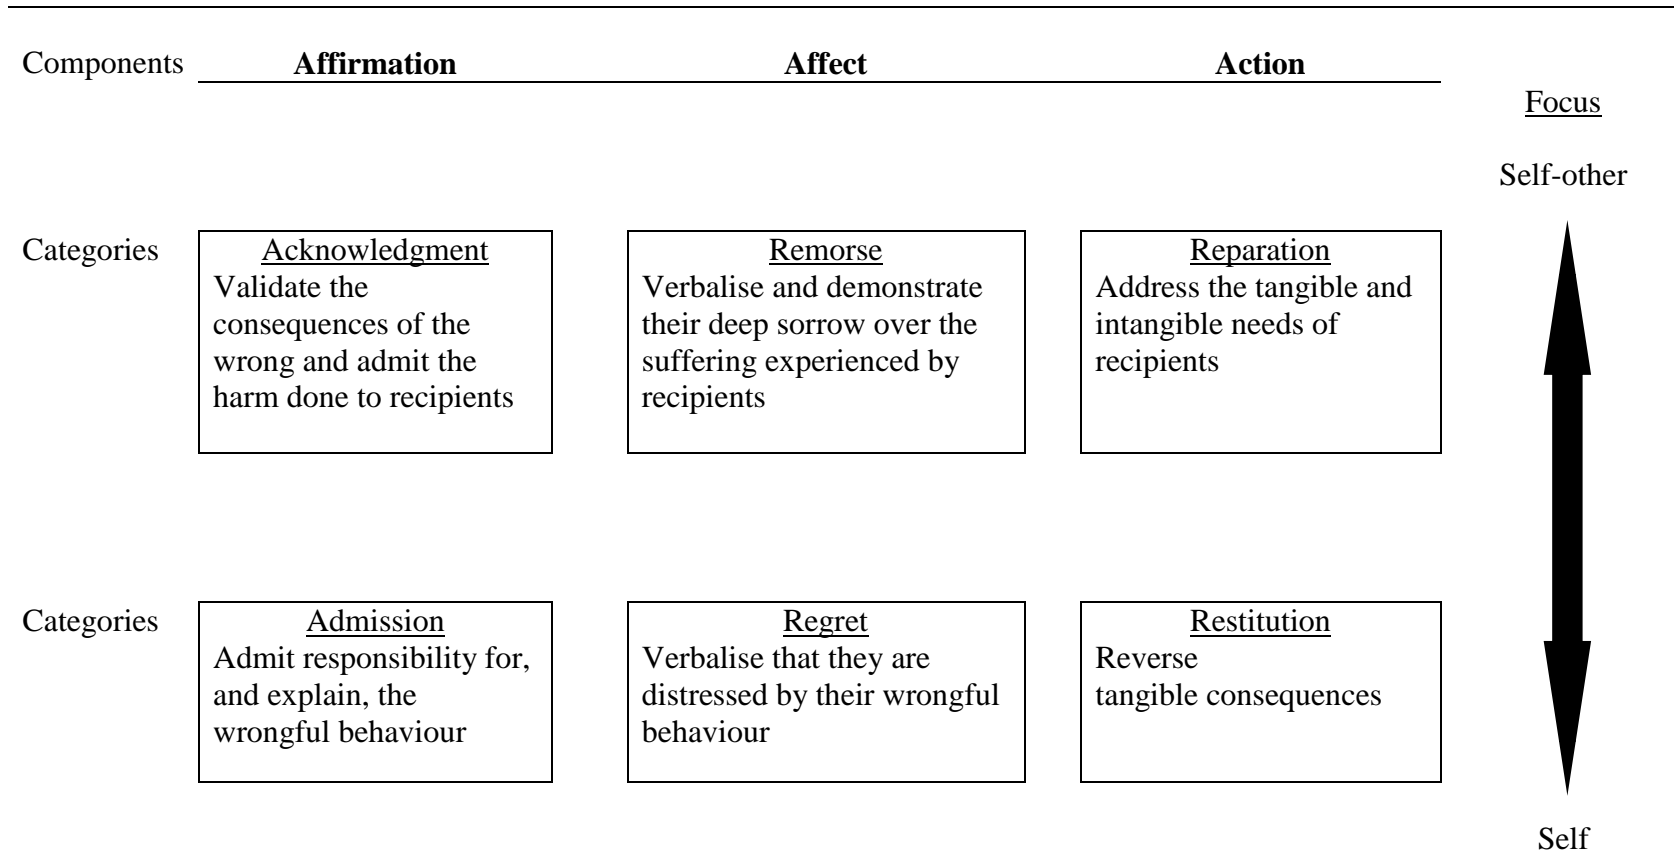 Components Affirmation Affect Action
Focus
Self-other
Categories
Acknowledgment
Validate the
consequences of the
wrong and admit the
harm done to recipients
Remorse
Verbalise and demonstrate
their deep sorrow over the
suffering experienced by
recipients
Reparation
Address the tangible and
intangible needs of
recipients
Categories
Admission
Admit responsibility for,
and explain, the
wrongful behaviour
Regret
Verbalise that they are
distressed by their wrongful
behaviour
Restitution
Reverse
tangible consequences
Self